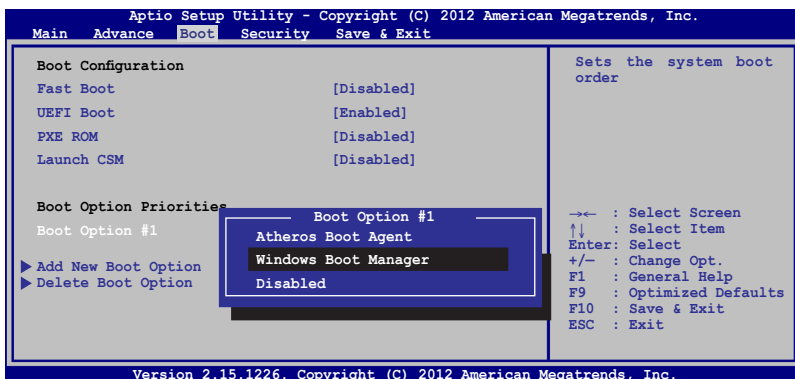 Aptio Setup Utility - Copyright (C) 2012 American Megatrends, Inc.
Main Advance Boot Security Save & Exit
Boot Configuration
Fast Boot [Disabled]
UEFI Boot [Enabled]
PXE ROM [Disabled]
Launch CSM [Disabled]
Boot Option Priorities
Boot Option #1
Add New Boot Option
Delete Boot Option
Boot Option #1
Atheros Boot Agent
Windows Boot Manager
Disabled
Sets the system boot
order
→← : Select Screen
↑↓ : Select Item
Enter: Select
+/— : Change Opt.
F1 : General Help
F9 : Optimized Defaults
F10 : Save & Exit
ESC : Exit
Version 2.15.1226. Copyright (C) 2012 American Megatrends, Inc.